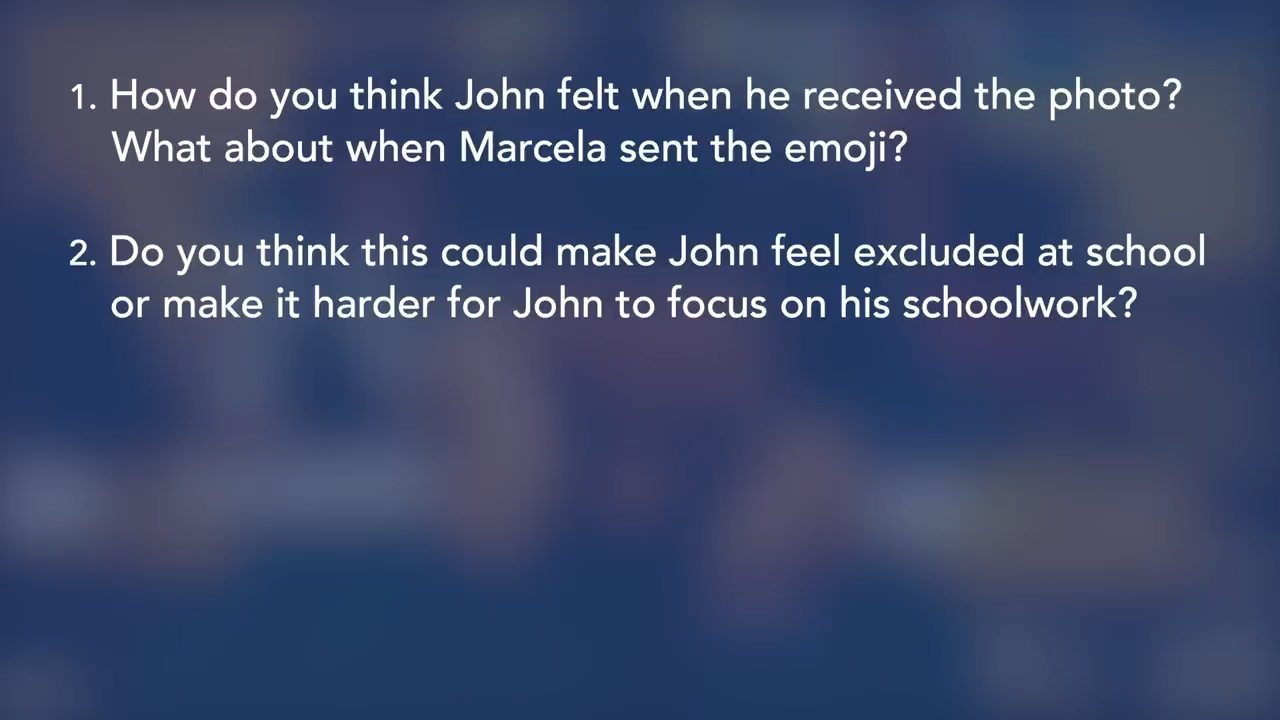 1. How do you think John felt when he received the photo?
What about when Marcela sent the emoji?
2. Do you think this could make John feel excluded at school
or make it harder for John to focus on his schoolwork?